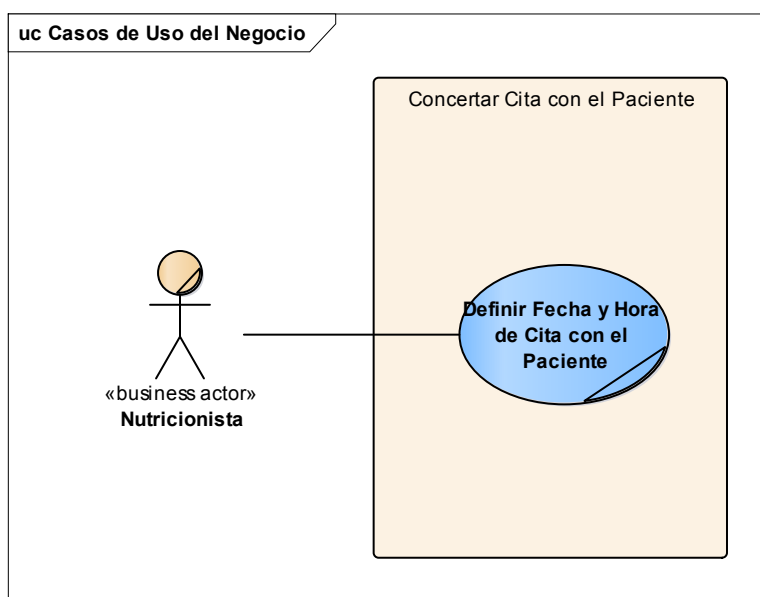 uc Casos de Uso del Negocio
Concertar Cita con el Paciente
Definir Fecha y Hora
de Cita con el
Paciente
«business actor»
Nutricionista